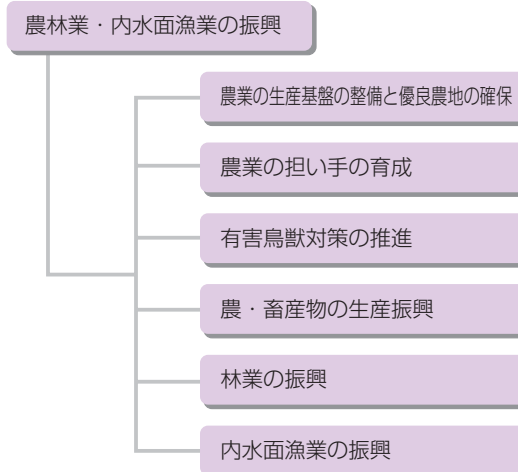 農林業・内水面漁業の振興
農業の生産基盤の整備と優良農地の確保
農業の担い手の育成
有害鳥獣対策の推進
農・畜産物の生産振興
林業の振興
内水面漁業の振興